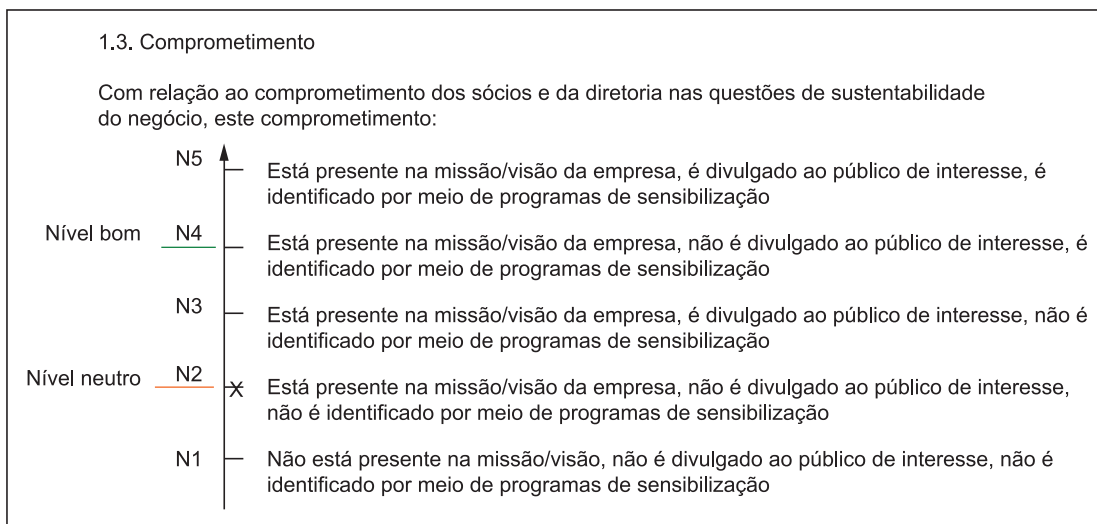 1.3. Comprometimento
Com relação ao comprometimento dos sócios e da diretoria nas questões de sustentabilidade
do negócio, este comprometimento:
N5
Está presente na missão/visão da empresa, é divulgado ao público de interesse, é
identificado por meio de programas de sensibilização
Nível bom N4
Está presente na missão/visão da empresa, não é divulgado ao público de interesse, é
identificado por meio de programas de sensibilização
N3
Está presente na missão/visão da empresa, é divulgado ao público de interesse, não é
identificado por meio de programas de sensibilização
Nível neutro N2
X
Está presente na missão/visão da empresa, não é divulgado ao público de interesse,
não é identificado por meio de programas de sensibilização
N1
Não está presente na missão/visão, não é divulgado ao público de interesse, não é
identificado por meio de programas de sensibilização